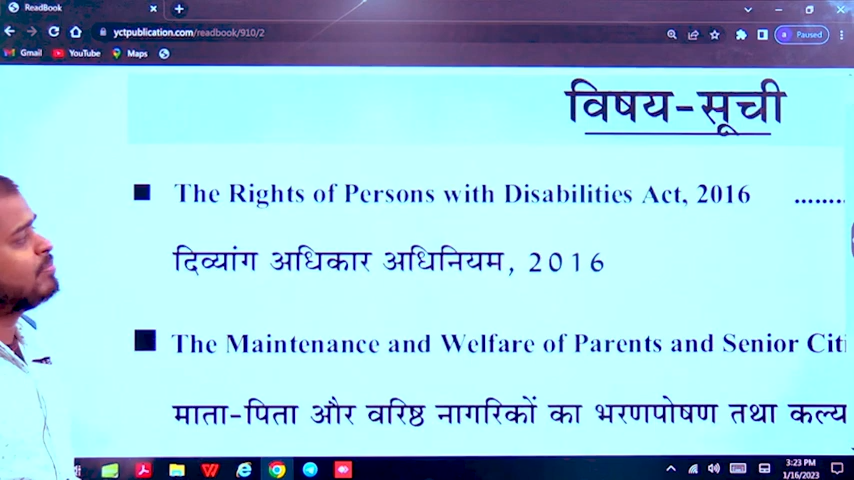 ReadBook
yctpublication.com/readbook/910/2
a Paused
Gmail YouTube Maps
विषय-सूची
The Rights of Persons with Disabilities Act, 2016 ........
दिव्यांग अधिकार अधिनियम, 2016
The Maintenance and Welfare of Parents and Senior Citi
माता-पिता और वरिष्ठ नागरिकों का भरणपोषण तथा कल्य
3:23 PM
1/16/2023